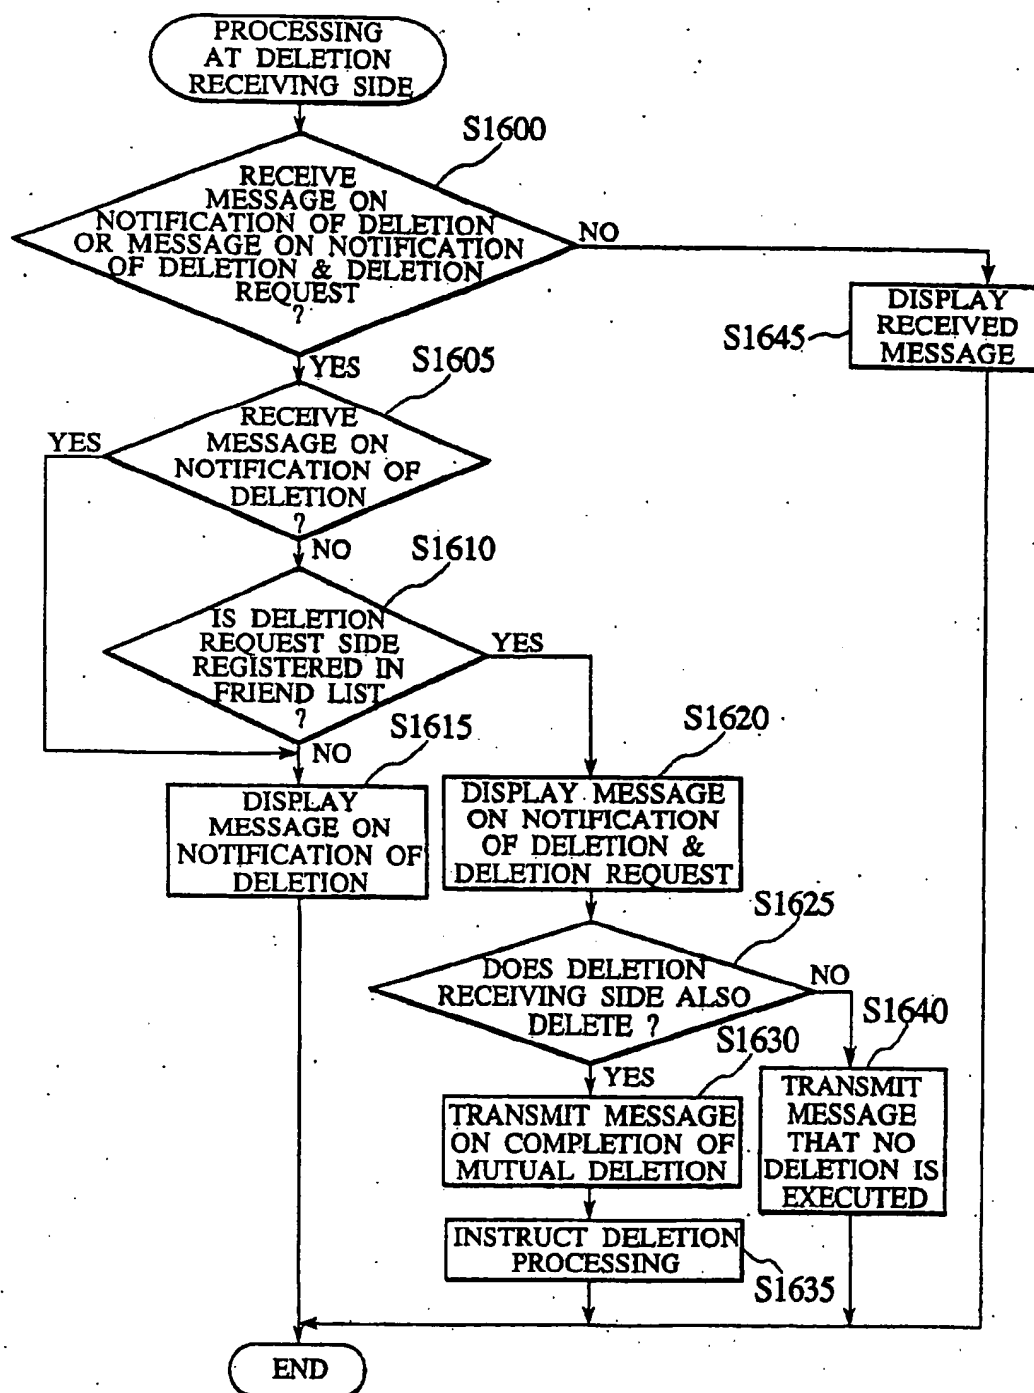 PROCESSING
AT DELETION
RECEIVING SIDE
S1600
RECEIVE
MESSAGE ON
NOTIFICATION OF DELETION
OR MESSAGE ON NOTIFICATION
OF DELETION & DELETION
REQUEST
?
NO
DISPLAY
RECEIVED
MESSAGE
S1645
YES
S1605
RECEIVE
MESSAGE ON
NOTIFICATION OF
DELETION
?
YES
NO
S1610
IS DELETION
REQUEST SIDE
REGISTERED IN
FRIEND LIST
?
YES
NO
S1615
DISPLAY
MESSAGE ON
NOTIFICATION OF
DELETION
S1620
DISPLAY MESSAGE
ON NOTIFICATION
OF DELETION &
DELETION REQUEST
S1625
DOES DELETION
RECEIVING SIDE ALSO
DELETE ?
NO
S1640
YES
S1630
TRANSMIT MESSAGE
ON COMPLETION OF
MUTUAL DELETION
TRANSMIT
MESSAGE
THAT NO
DELETION IS
EXECUTED
INSTRUCT DELETION
PROCESSING
S1635
END